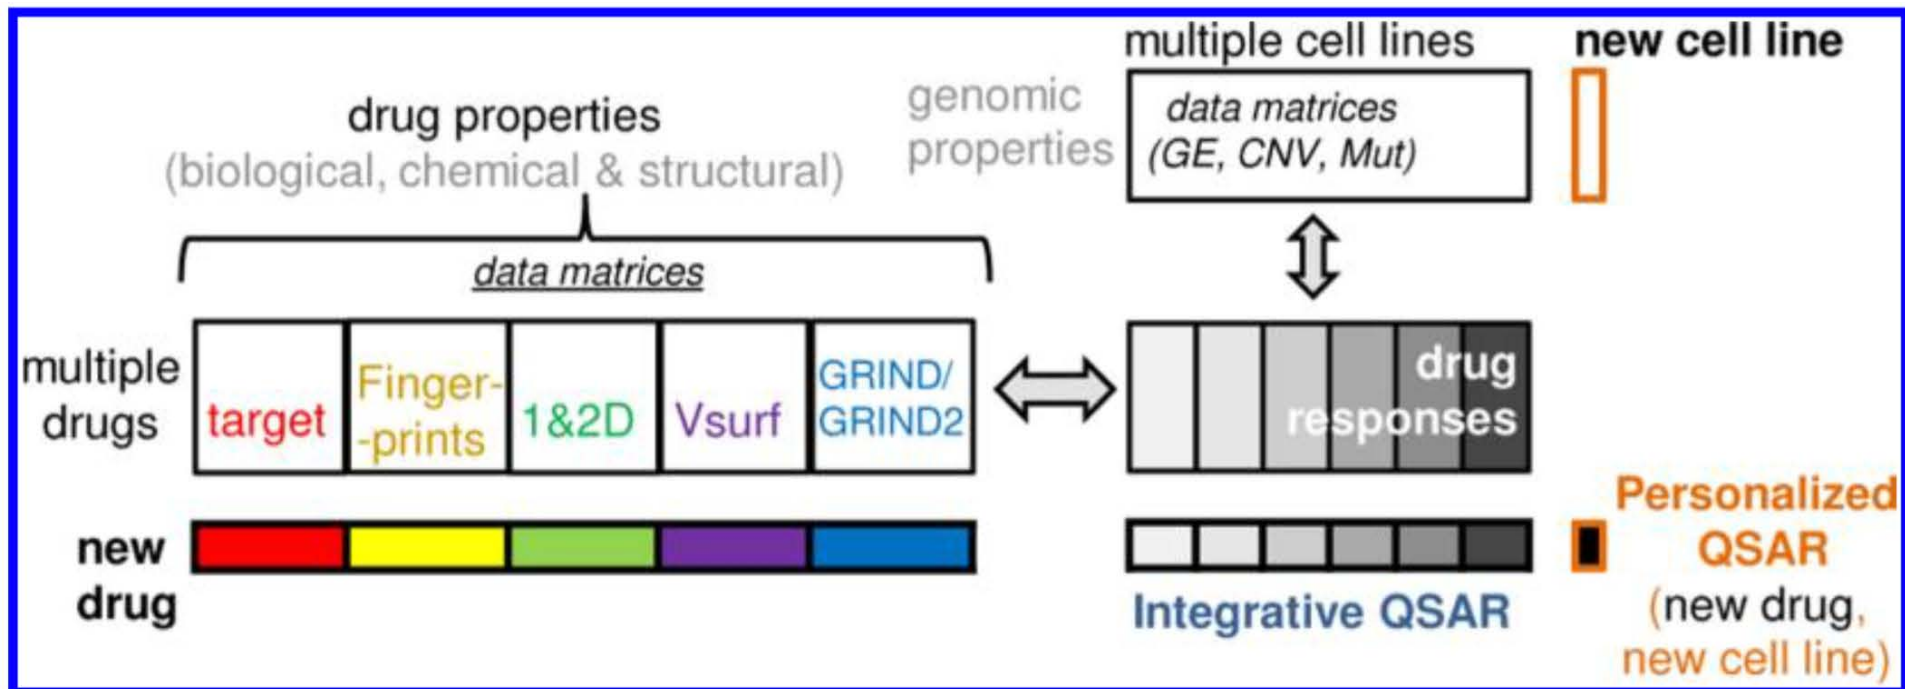 multiple cell lines
new cell line
genomic
properties
data matrices
(GE, CNV, Mut)
drug properties
(biological, chemical & structural)
data matrices
multiple
drugs
target
Finger-
-prints
1&2D
Vsurf
GRIND/
GRIND2
drug
responses
new
drug
Integrative QSAR
Personalized
QSAR
(new drug,
new cell line)